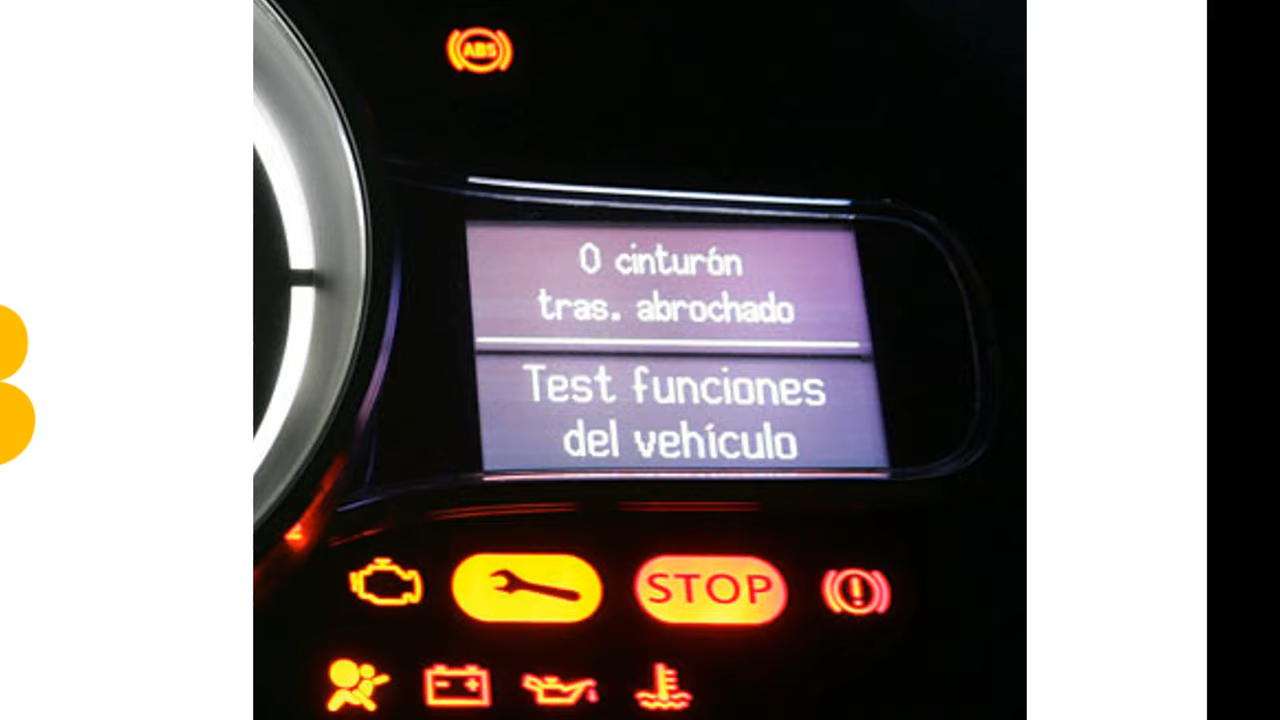 ABS
0 cinturón
tras. abrochado
Test funciones
del vehículo
STOP